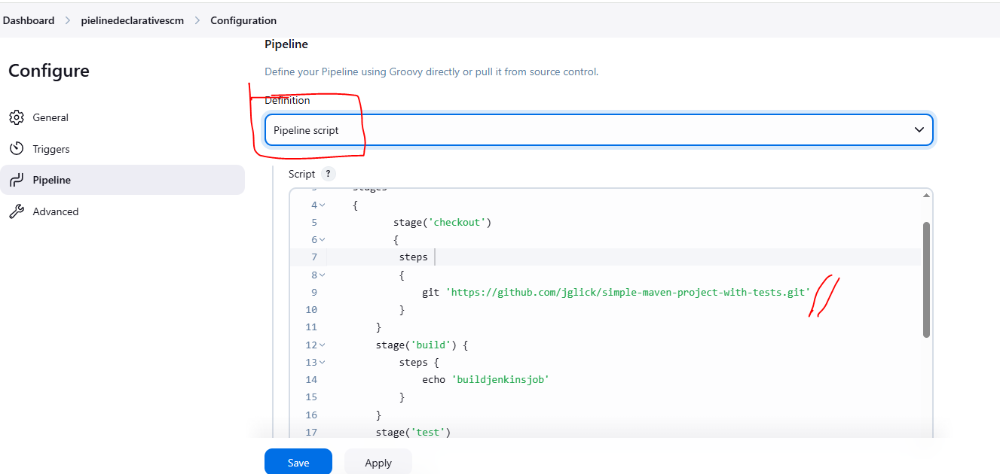 Dashboard > pielinedeclarativescm > Configuration
Configure
General
Triggers
Pipeline
Advanced
Pipeline
Define your Pipeline using Groovy directly or pull it from source control.
Definition
Pipeline script
Script ?
3 stages
4 {
5 stage('checkout')
6 {
7 steps
8 {
9 git 'https://github.com/jglick/simple-maven-project-with-tests.git'
10 }
11 }
12 stage('build') {
13 steps {
14 echo 'buildjenkinsjob'
15 }
16 }
17 stage('test')
Save Apply